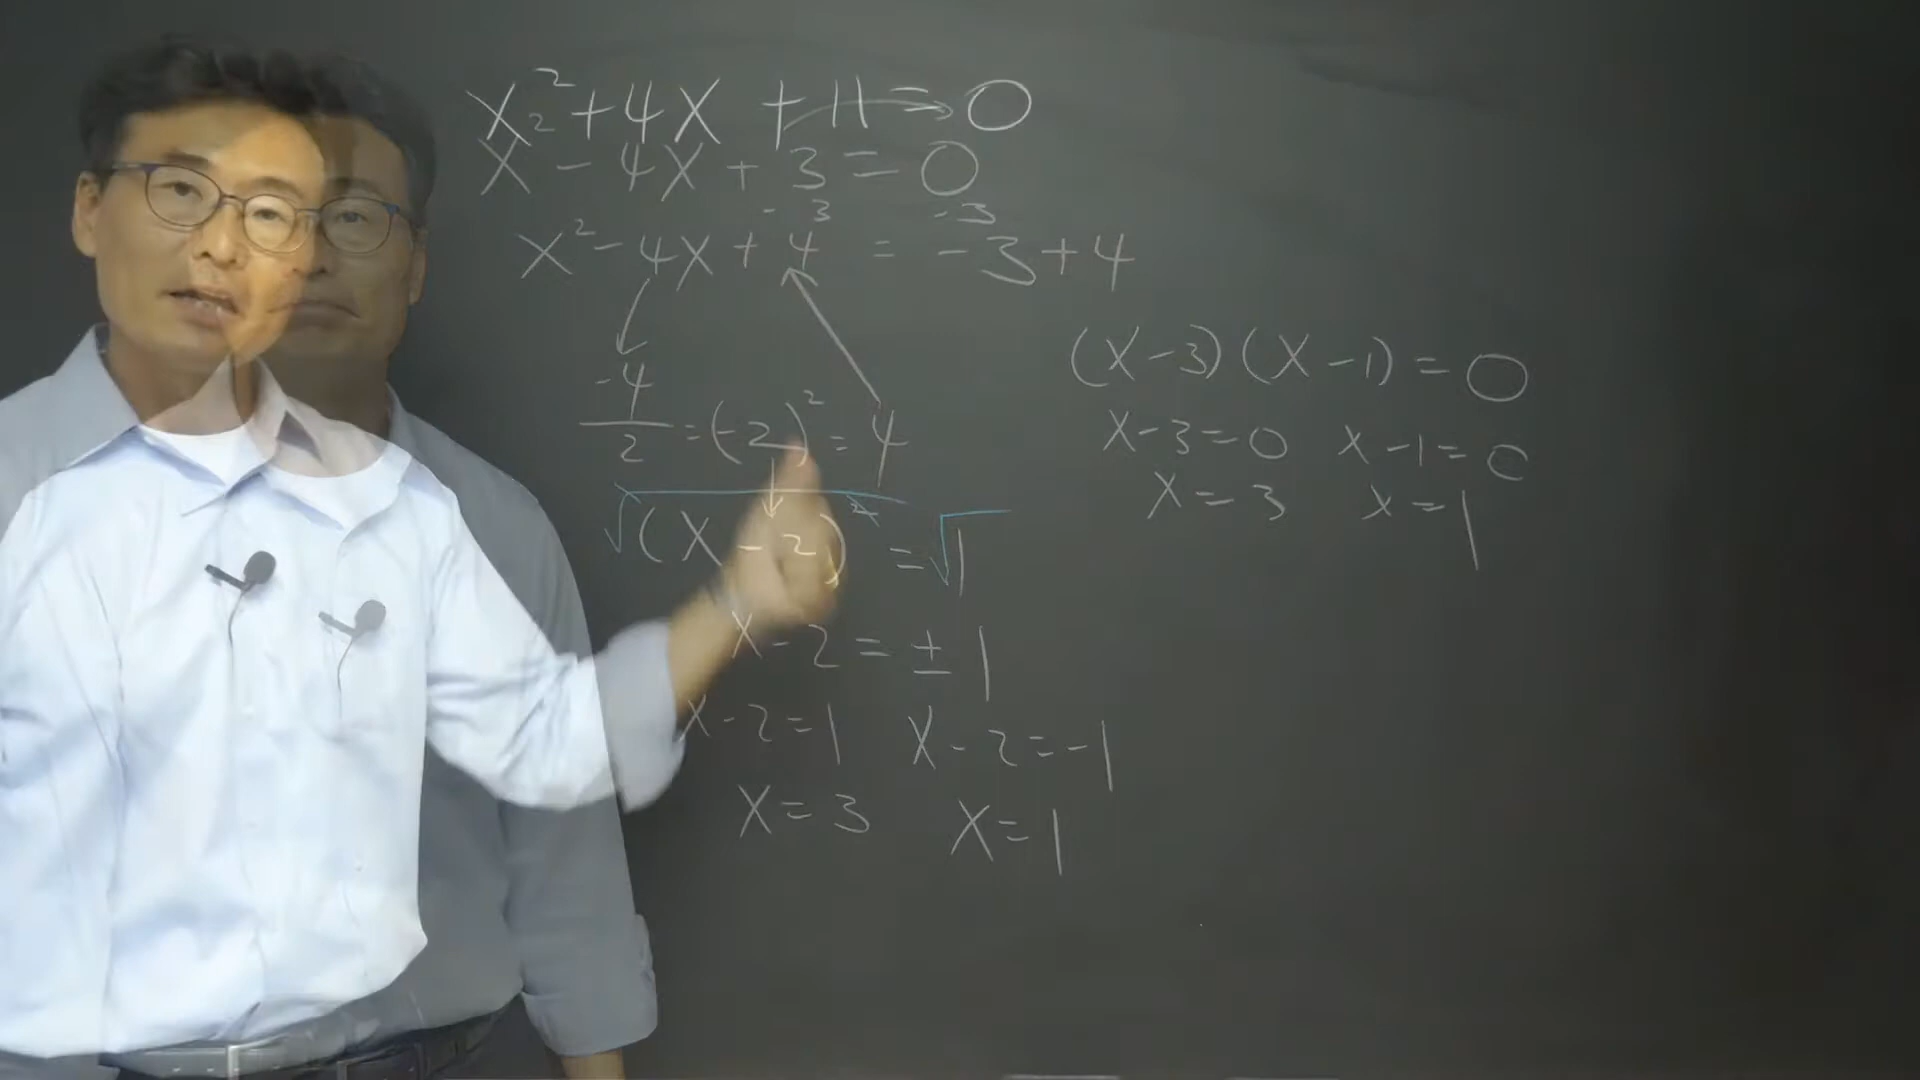 x² + 4x + 11 = 0
x² - 4x + 3 = 0
- 3 - 3
x² - 4x + 4 = - 3 + 4
-4/2 = (-2)² = 4
√(x - 2)² = √1
x - 2 = ± 1
x - 2 = 1 x - 2 = -1
x = 3 x = 1
(x - 3) (x - 1) = 0
x - 3 = 0 x - 1 = 0
x = 3 x = 1